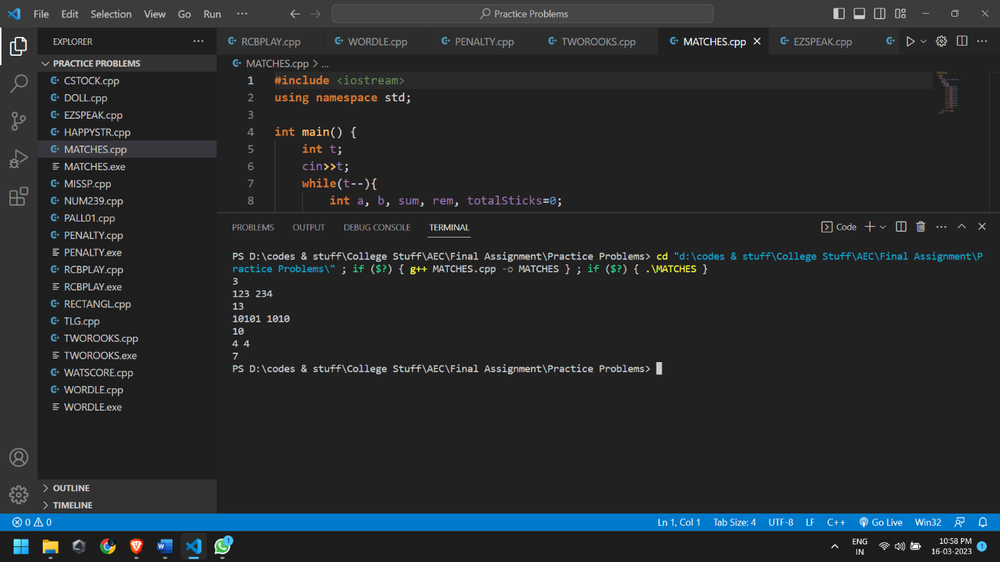 File Edit Selection View Go Run ··· Practice Problems
EXPLORER ···
PRACTICE PROBLEMS
CSTOCK.cpp
DOLL.cpp
EZSPEAK.cpp
HAPPYSTR.cpp
MATCHES.cpp
MATCHES.exe
MISSP.cpp
NUM239.cpp
PALL01.cpp
PENALTY.cpp
PENALTY.exe
RCBPLAY.cpp
RCBPLAY.exe
RECTANGL.cpp
TLG.cpp
TWOROOKS.cpp
TWOROOKS.exe
WATSCORE.cpp
WORDLE.cpp
WORDLE.exe
OUTLINE
TIMELINE
RCBPLAY.cpp WORDLE.cpp PENALTY.cpp TWOROOKS.cpp MATCHES.cpp EZSPEAK.cpp
MATCHES.cpp > ...
1 #include <iostream>
2 using namespace std;
3
4 int main() {
5 int t;
6 cin>>t;
7 while(t--){
8 int a, b, sum, rem, totalSticks=0;
PROBLEMS OUTPUT DEBUG CONSOLE TERMINAL Code
PS D:\codes & stuff\College Stuff\AEC\Final Assignment\Practice Problems> cd "d:\codes & stuff\College Stuff\AEC\Final Assignment\P
ractice Problems\" ; if ($?) { g++ MATCHES.cpp -o MATCHES } ; if ($?) { .\MATCHES }
3
123 234
13
10101 1010
10
4 4
7
PS D:\codes & stuff\College Stuff\AEC\Final Assignment\Practice Problems>
0 0 Ln 1, Col 1 Tab Size: 4 UTF-8 LF C++ Go Live Win32
W 1 ENG
IN
10:58 PM
16-03-2023 1